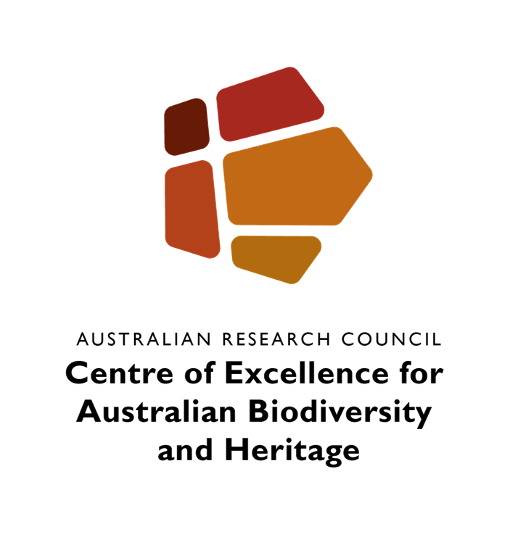 AUSTRALIAN RESEARCH COUNCIL
Centre of Excellence for
Australian Biodiversity
and Heritage